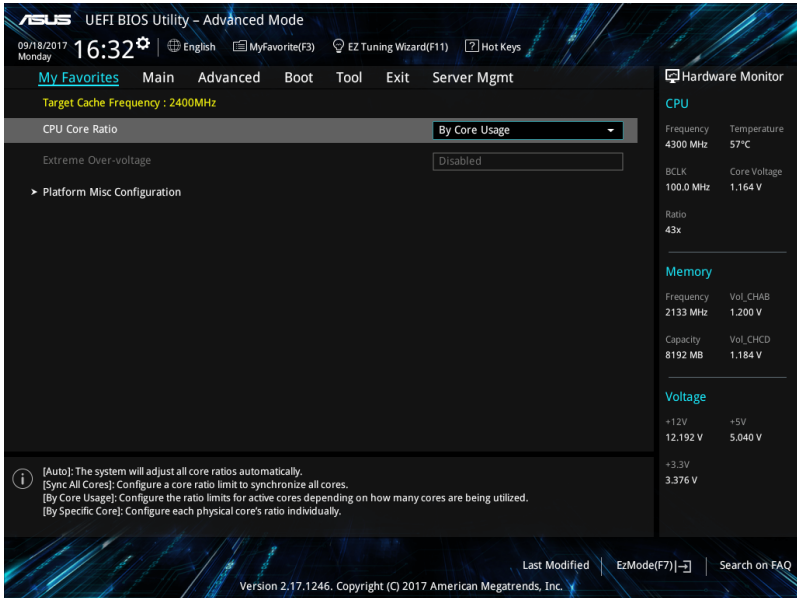 ASUS UEFI BIOS Utility – Advanced Mode
09/18/2017
Monday
16:32
English
MyFavorite(F3)
EZ Tuning Wizard(F11)
? Hot Keys
My Favorites Main Advanced Boot Tool Exit Server Mgmt
Target Cache Frequency : 2400MHz
CPU Core Ratio By Core Usage
Extreme Over-voltage Disabled
Platform Misc Configuration
Hardware Monitor
CPU
Frequency Temperature
4300 MHz 57°C
BCLK Core Voltage
100.0 MHz 1.164 V
Ratio
43x
Memory
Frequency Vol_CHAB
2133 MHz 1.200 V
Capacity Vol_CHCD
8192 MB 1.184 V
Voltage
+12V +5V
12.192 V 5.040 V
+3.3V
3.376 V
[Auto]: The system will adjust all core ratios automatically.
[Sync All Cores]: Configure a core ratio limit to synchronize all cores.
[By Core Usage]: Configure the ratio limits for active cores depending on how many cores are being utilized.
[By Specific Core]: Configure each physical core's ratio individually.
Last Modified EzMode(F7) Search on FAQ
Version 2.17.1246. Copyright (C) 2017 American Megatrends, Inc.